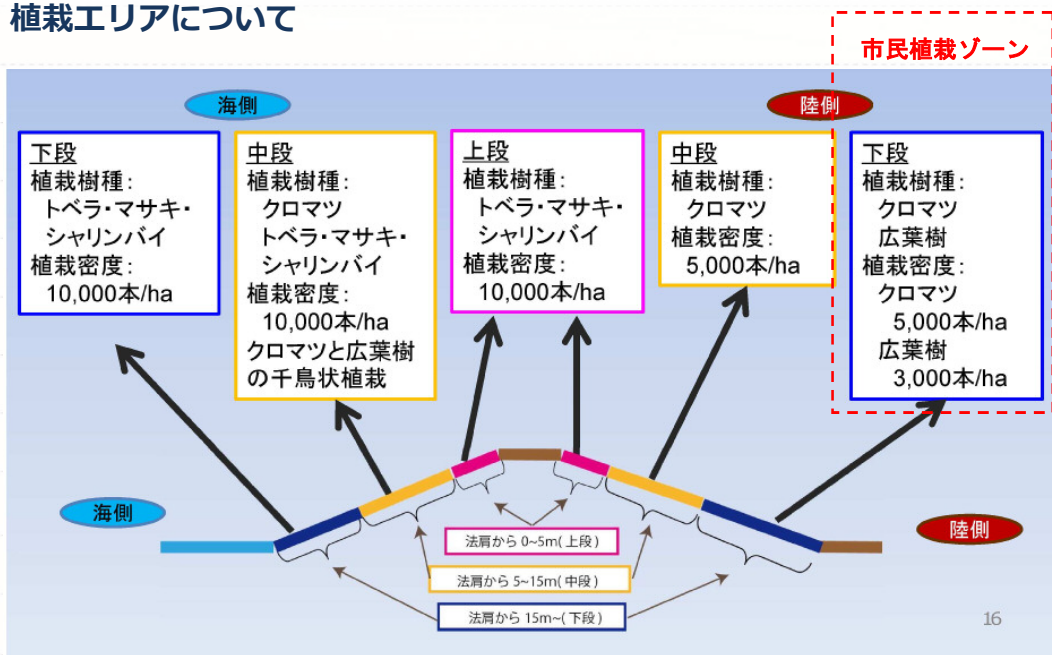 植栽エリアについて
市民植栽ゾーン
海側
陸側
下段
植栽樹種:
トベラ・マサキ・
シャリンバイ
植栽密度:
10,000本/ha
中段
植栽樹種:
クロマツ
トベラ・マサキ・
シャリンバイ
植栽密度:
10,000本/ha
クロマツと広葉樹
の千鳥状植栽
上段
植栽樹種:
トベラ・マサキ・
シャリンバイ
植栽密度:
10,000本/ha
中段
植栽樹種:
クロマツ
植栽密度:
5,000本/ha
下段
植栽樹種:
クロマツ
広葉樹
植栽密度:
クロマツ
5,000本/ha
広葉樹
3,000本/ha
海側
陸側
法肩から 0~5m( 上段 )
法肩から 5~15m( 中段 )
法肩から 15m~( 下段 )
16